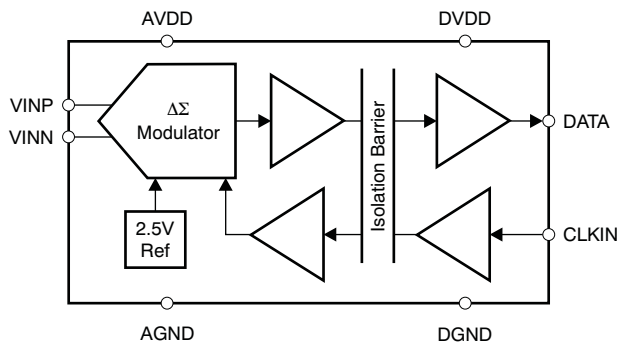 AVDD
DVDD
VINP
VINN
ΔΣ
Modulator
Isolation Barrier
DATA
2.5V
Ref
CLKIN
AGND
DGND